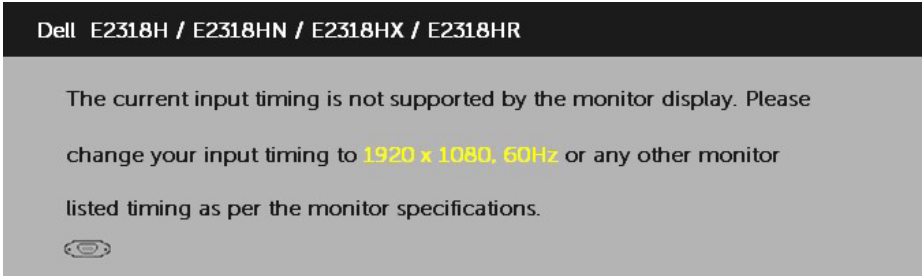 Dell E2318H / E2318HN / E2318HX / E2318HR
The current input timing is not supported by the monitor display. Please
change your input timing to 1920 x 1080, 60Hz or any other monitor
listed timing as per the monitor specifications.